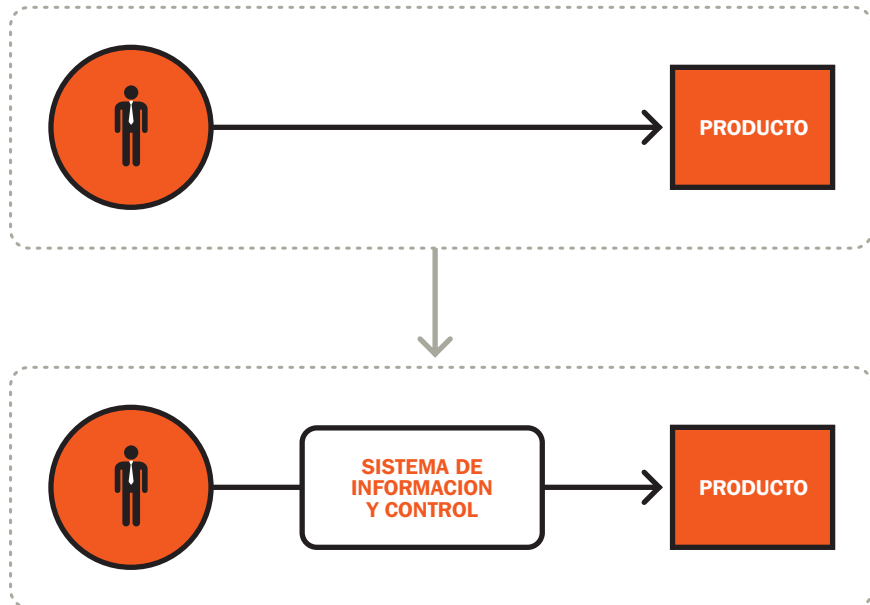 PRODUCTO
SISTEMA DE
INFORMACION
Y CONTROL
PRODUCTO